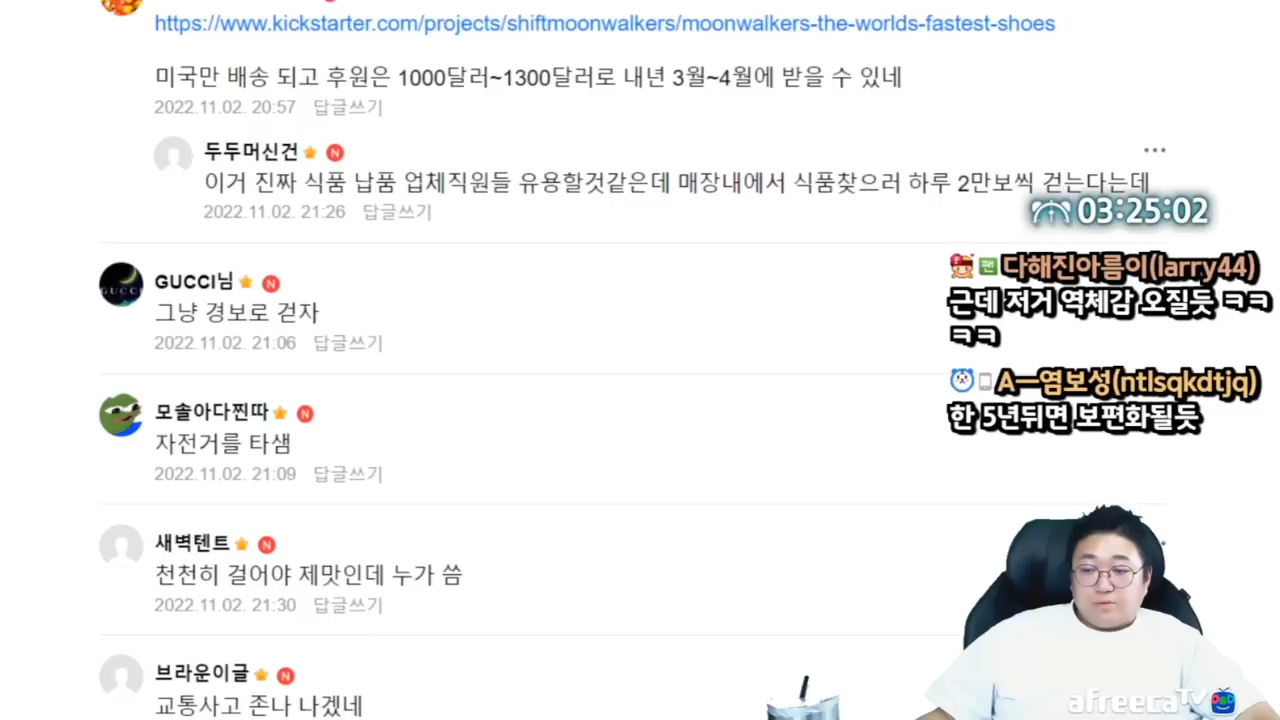 https://www.kickstarter.com/projects/shiftmoonwalkers/moonwalkers-the-worlds-fastest-shoes
미국만 배송 되고 후원은 1000달러~1300달러로 내년 3월~4월에 받을 수 있네
2022.11.02. 20:57 답글쓰기
두두머신건 N
이거 진짜 식품 납품 업체직원들 유용할것같은데 매장내에서 식품찾으러 하루 2만보씩 걷는다는데
2022.11.02. 21:26 답글쓰기
03:25:02
GUCCI님 N
그냥 경보로 걷자
2022.11.02. 21:06 답글쓰기
팬 다해진아름이(larry44)
근데 저거 역체감 오질듯 ㅋㅋ
ㅋㅋ
A—염보성(ntlsqkdtjq)
한 5년뒤면 보편화될듯
모솔아다찐따 N
자전거를 타샘
2022.11.02. 21:09 답글쓰기
새벽텐트 N
천천히 걸어야 제맛인데 누가 씀
2022.11.02. 21:30 답글쓰기
브라운이글 N
교통사고 존나 나겠네
afreecaTV